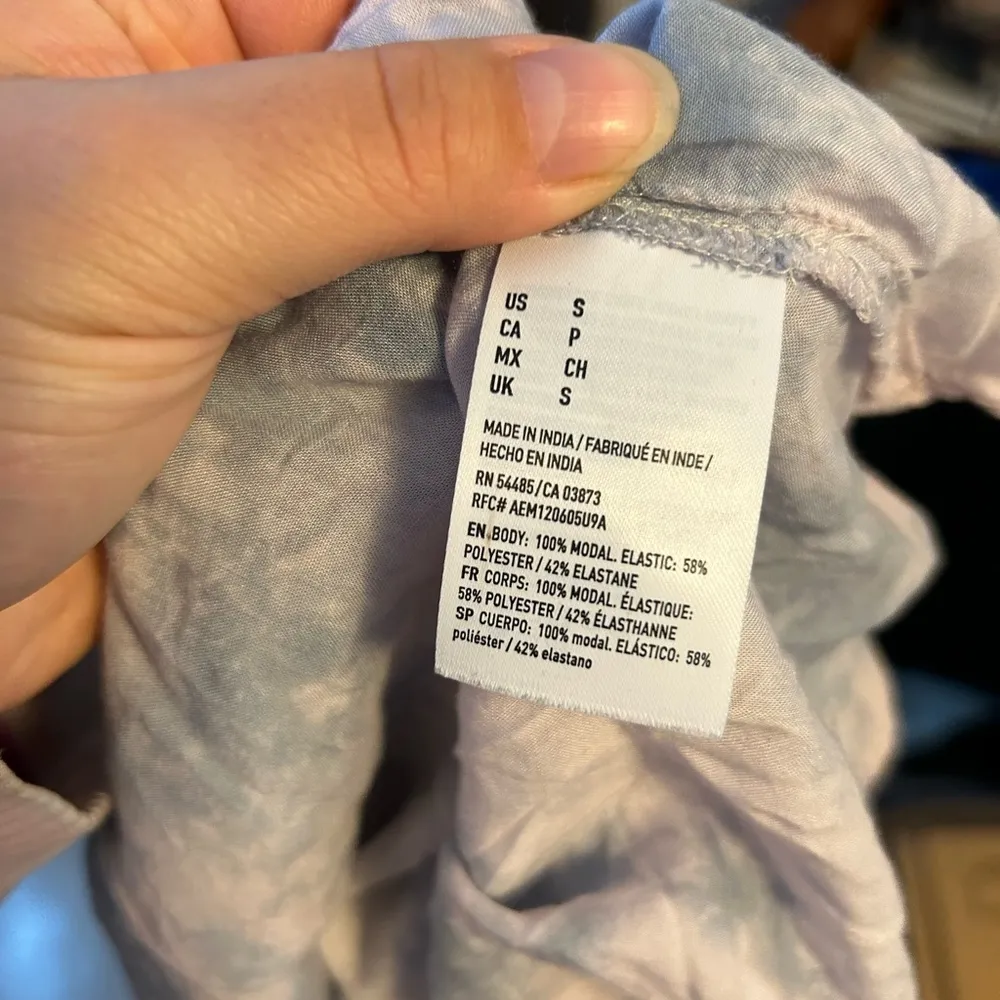 US S
CA P
MX CH
UK S
MADE IN INDIA / FABRIQUÉ EN INDE /
HECHO EN INDIA
RN 54485 / CA 03873
RFC# AEM120605U9A
EN BODY: 100% MODAL. ELASTIC: 58%
POLYESTER / 42% ELASTANE
FR CORPS: 100% MODAL. ÉLASTIQUE:
58% POLYESTER / 42% ÉLASTHANNE
SP CUERPO: 100% modal. ELÁSTICO: 58%
poliéster / 42% elastano